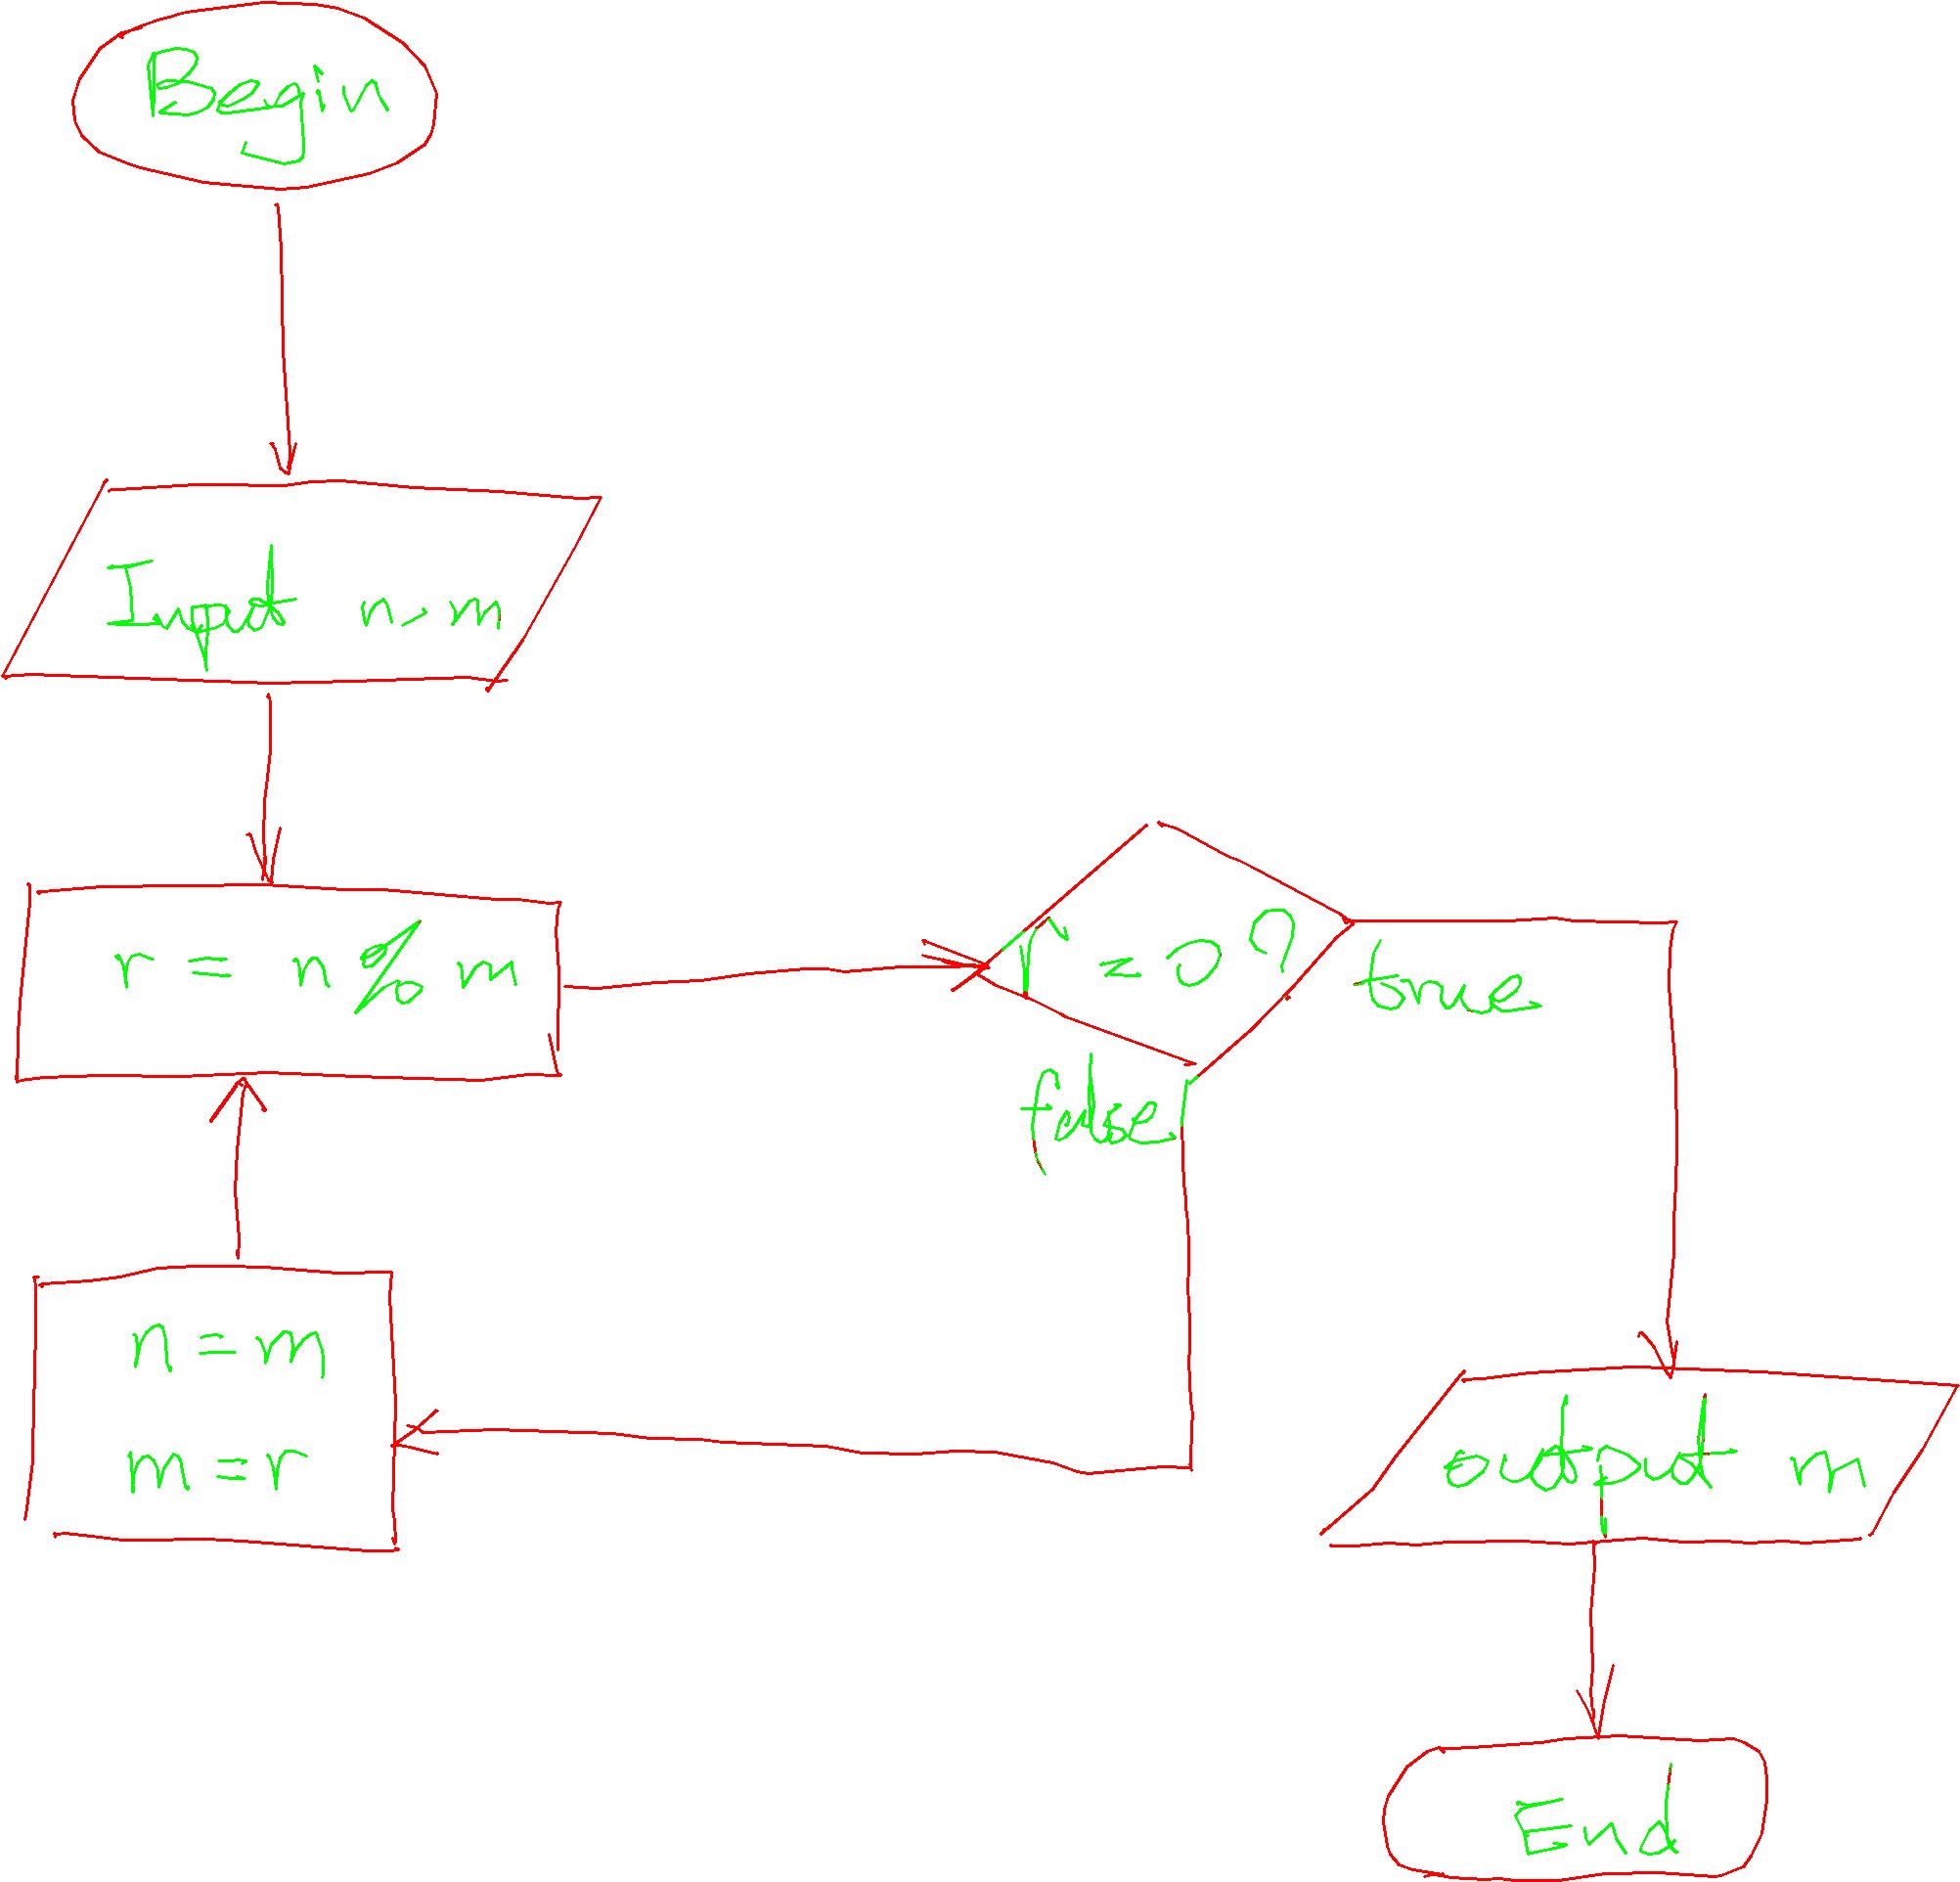 Begin
Input n, m
r = n % m
r = 0 ?
true
false
n = m
m = r
output m
End